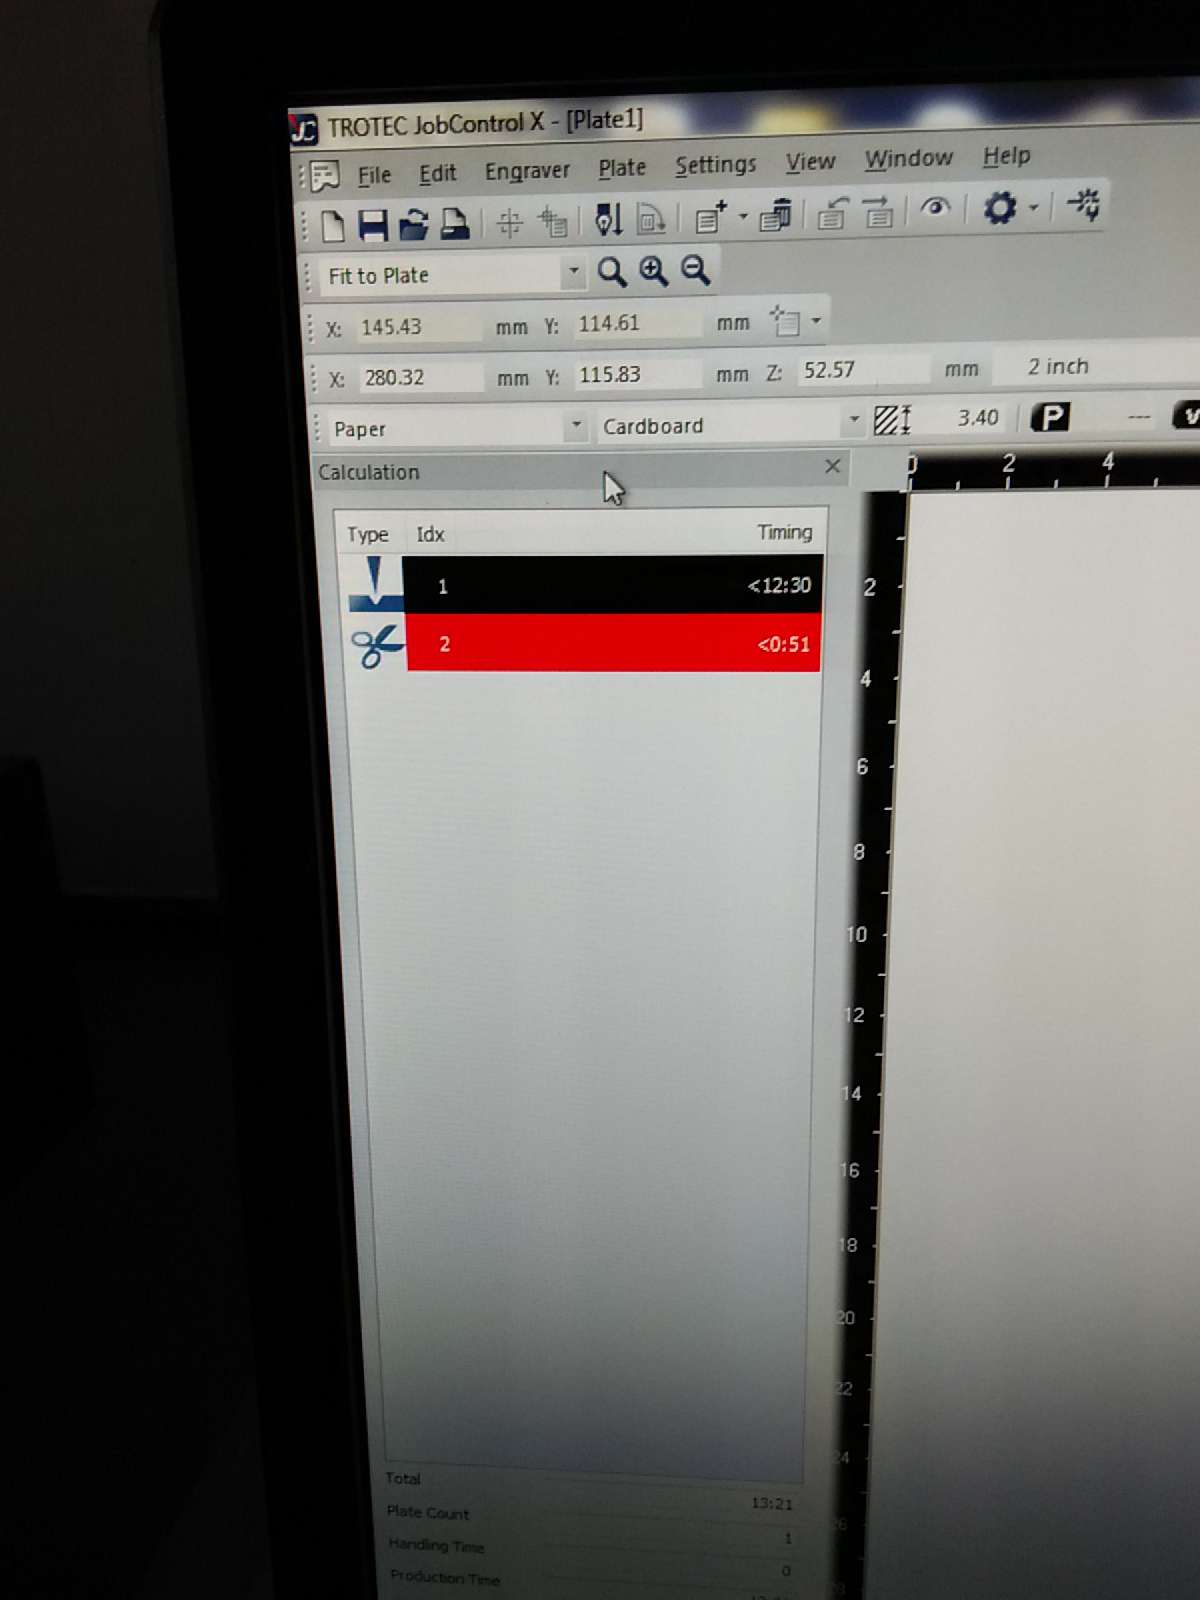 TROTEC JobControl X - [Plate1]
File Edit Engraver Plate Settings View Window Help
Fit to Plate
X: 145.43 mm Y: 114.61 mm
X: 280.32 mm Y: 115.83 mm Z: 52.57 mm 2 inch
Paper Cardboard 3.40 P ---
Calculation
0 2 4
Type Idx Timing
1 <12:30
2 <0:51
2
4
6
8
10
12
14
16
18
20
22
24
26
28
Total 13:21
Plate Count 1
Handling Time 0
Production Time